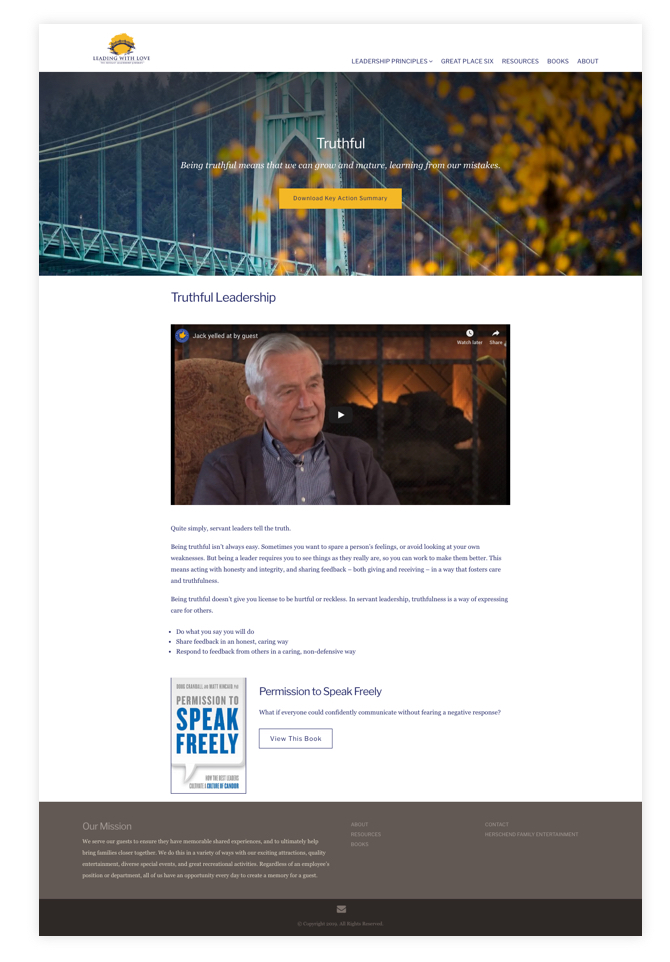 LEADING WITH LOVE
LEADERSHIP PRINCIPLES
GREAT PLACE SIX
RESOURCES
BOOKS
ABOUT
Truthful
Being truthful means that we can grow and mature, learning from our mistakes.
Download Key Action Summary
Truthful Leadership
Jack yelled at by guest
Watch later
Share
Quite simply, servant leaders tell the truth.
Being truthful isn't always easy. Sometimes you want to spare a person's feelings, or avoid looking at your own
weaknesses. But being a leader requires you to see things as they really are, so you can work to make them better. This
means acting with honesty and integrity, and sharing feedback – both giving and receiving – in a way that fosters care
and truthfulness.
Being truthful doesn't give you license to be hurtful or reckless. In servant leadership, truthfulness is a way of expressing
care for others.
• Do what you say you will do
• Share feedback in an honest, caring way
• Respond to feedback from others in a caring, non-defensive way
PERMISSION TO
SPEAK
FREELY
HOW THE BEST LEADERS
CULTIVATE A CULTURE OF CANDOR
Permission to Speak Freely
What if everyone could confidently communicate without fearing a negative response?
View This Book
Our Mission
We serve our guests to ensure they have memorable shared experiences, and to ultimately help
bring families closer together. We do this in a variety of ways with our exciting attractions, quality
entertainment, diverse special events, and great recreational activities. Regardless of an employee's
position or department, all of us have an opportunity every day to create a memory for a guest.
ABOUT
RESOURCES
BOOKS
CONTACT
HERSCHEND FAMILY ENTERTAINMENT
© Copyright 2019. All Rights Reserved.